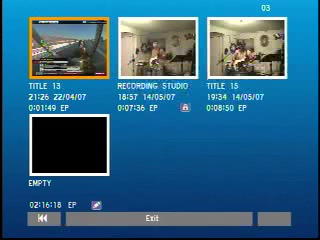 03
TITLE 13
21:26 22/04/07
0:01:49 EP
RECORDING STUDIO
18:57 14/05/07
0:07:36 EP
TITLE 15
19:34 14/05/07
0:08:50 EP
EMPTY
02:16:18 EP
Exit